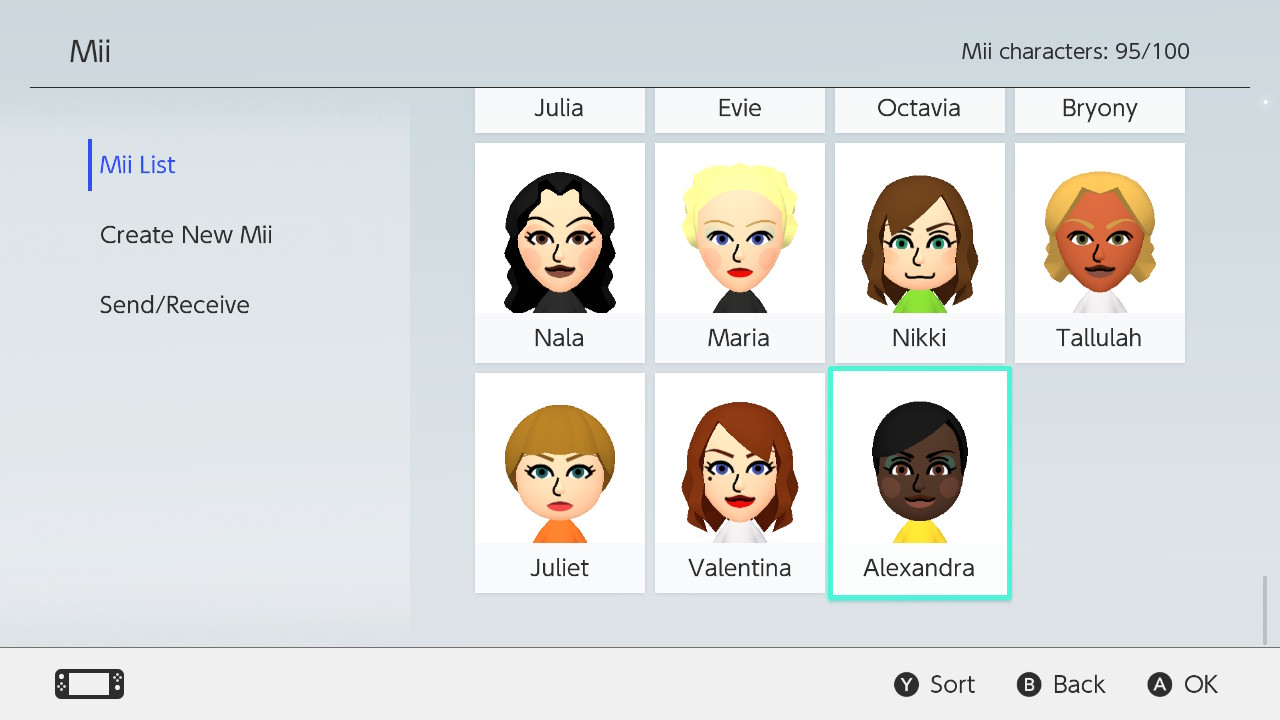 Mii
Mii characters: 95/100
Mii List
Create New Mii
Send/Receive
Julia
Evie
Octavia
Bryony
Nala
Maria
Nikki
Tallulah
Juliet
Valentina
Alexandra
Y Sort
B Back
A OK